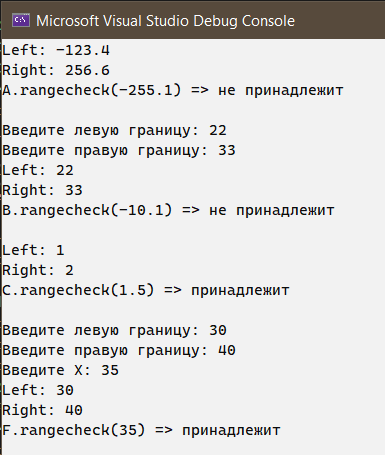 Microsoft Visual Studio Debug Console
Left: -123.4
Right: 256.6
A.rangecheck(-255.1) => не принадлежит
Введите левую границу: 22
Введите правую границу: 33
Left: 22
Right: 33
B.rangecheck(-10.1) => не принадлежит
Left: 1
Right: 2
C.rangecheck(1.5) => принадлежит
Введите левую границу: 30
Введите правую границу: 40
Введите X: 35
Left: 30
Right: 40
F.rangecheck(35) => принадлежит